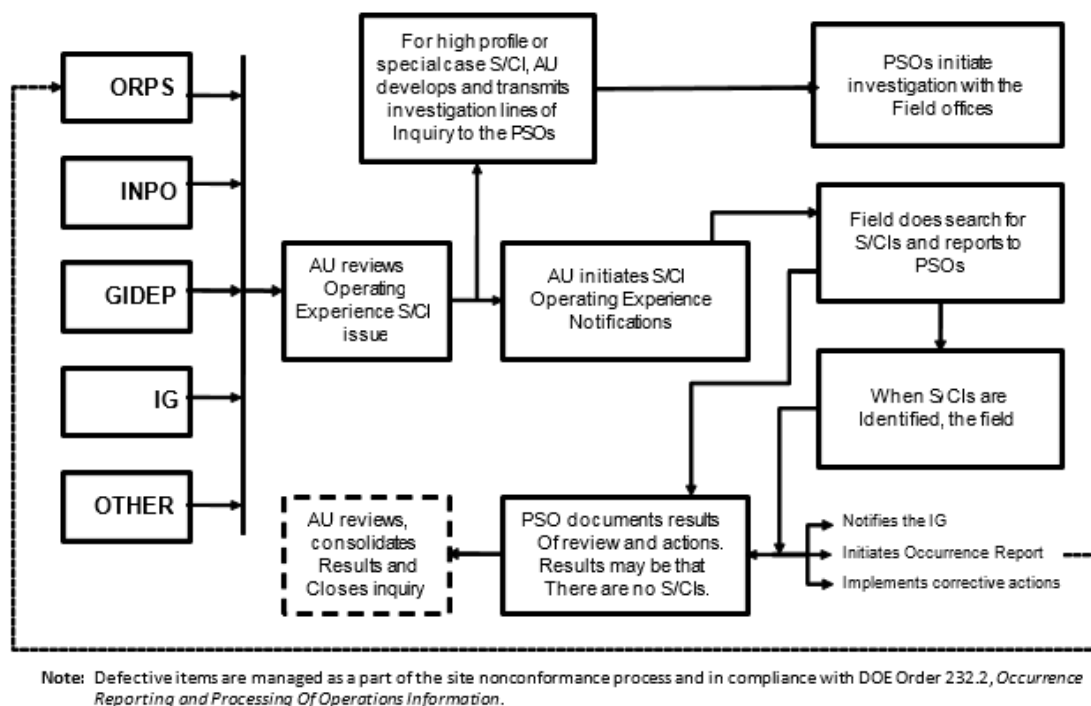 ORPS
INPO
GIDEP
IG
OTHER
For high profile or
special case S/CI, AU
develops and transmits
investigation lines of
Inquiry to the PSOs
PSOs initiate
investigation with the
Field offices
AU reviews
Operating
Experience S/CI
issue
AU initiates S/CI
Operating Experience
Notifications
Field does search for
S/CIs and reports to
PSOs
When S/CIs are
Identified, the field
AU reviews,
consolidates
Results and
Closes inquiry
PSO documents results
Of review and actions.
Results may be that
There are no S/CIs.
Notifies the IG
Initiates Occurrence Report
Implements corrective actions
Note: Defective items are managed as a part of the site nonconformance process and in compliance with DOE Order 232.2, Occurrence
Reporting and Processing Of Operations Information.